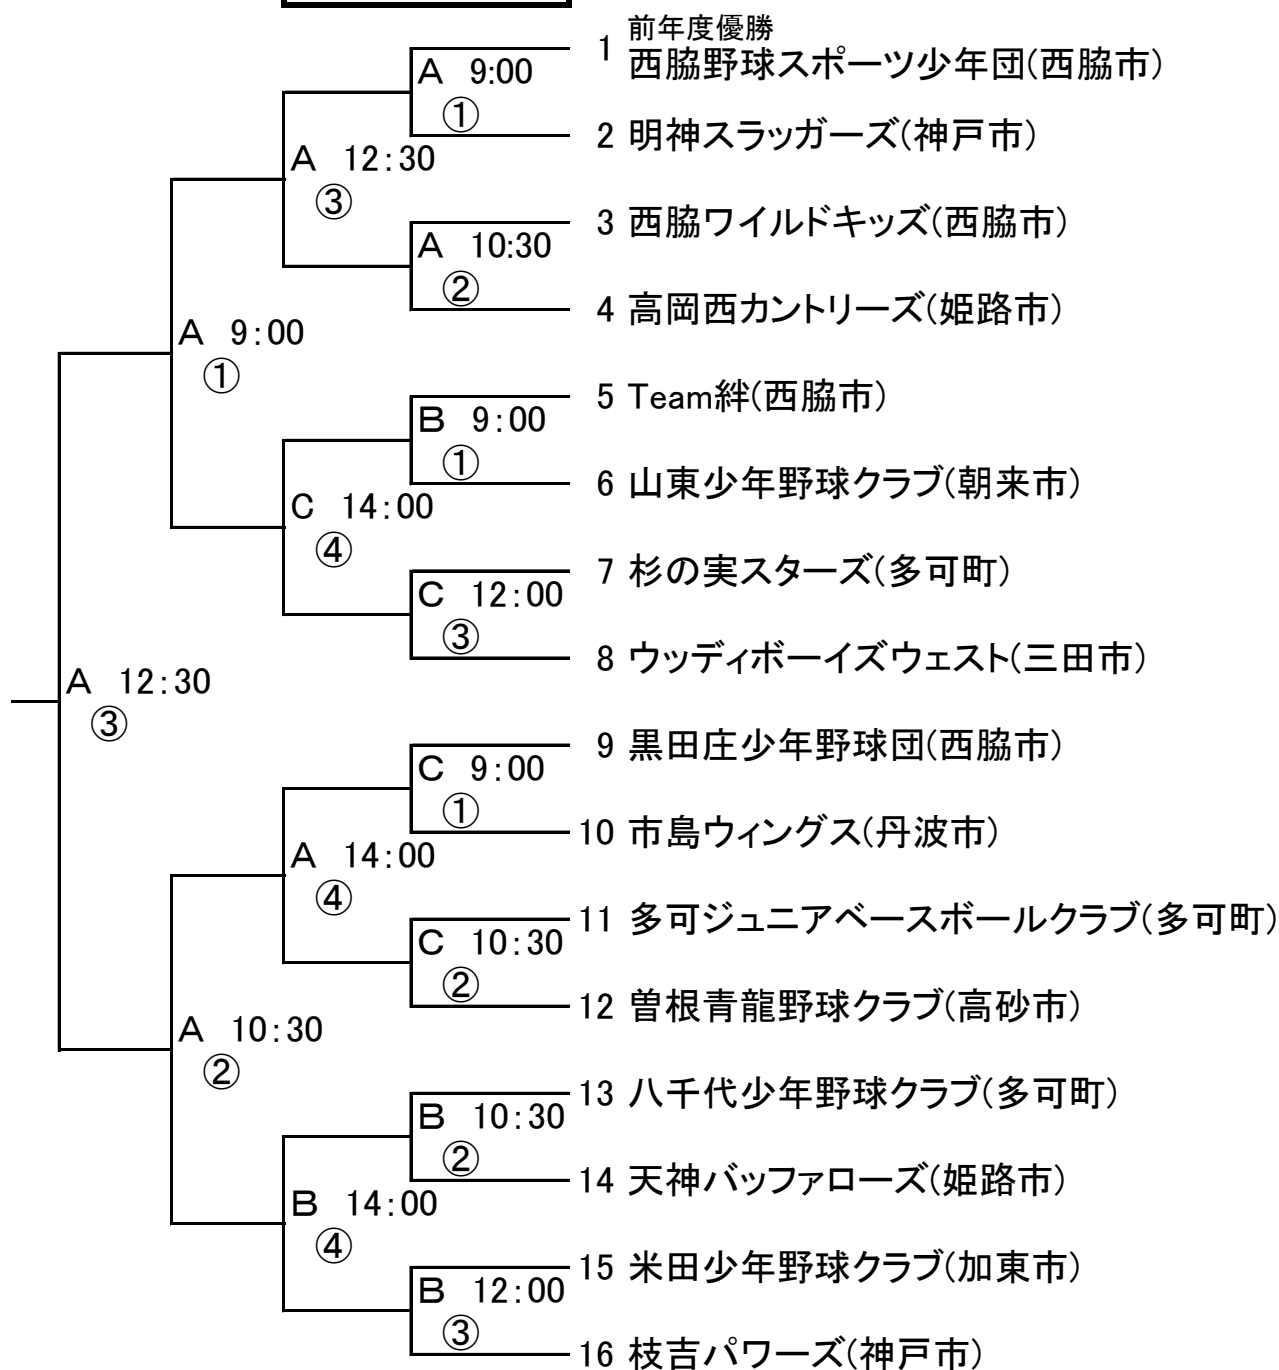 1 前年度優勝
西脇野球スポーツ少年団(西脇市)
A 9:00
①
2 明神スラッガーズ(神戸市)
A 12:30
③
3 西脇ワイルドキッズ(西脇市)
A 10:30
②
4 高岡西カントリーズ(姫路市)
A 9:00
①
5 Team絆(西脇市)
B 9:00
①
6 山東少年野球クラブ(朝来市)
C 14:00
④
7 杉の実スターズ(多可町)
C 12:00
③
8 ウッディボーイズウェスト(三田市)
A 12:30
③
9 黒田庄少年野球団(西脇市)
C 9:00
①
10 市島ウィングス(丹波市)
A 14:00
④
11 多可ジュニアベースボールクラブ(多可町)
C 10:30
②
12 曽根青龍野球クラブ(高砂市)
A 10:30
②
13 八千代少年野球クラブ(多可町)
B 10:30
②
14 天神バッファローズ(姫路市)
B 14:00
④
15 米田少年野球クラブ(加東市)
B 12:00
③
16 枝吉パワーズ(神戸市)